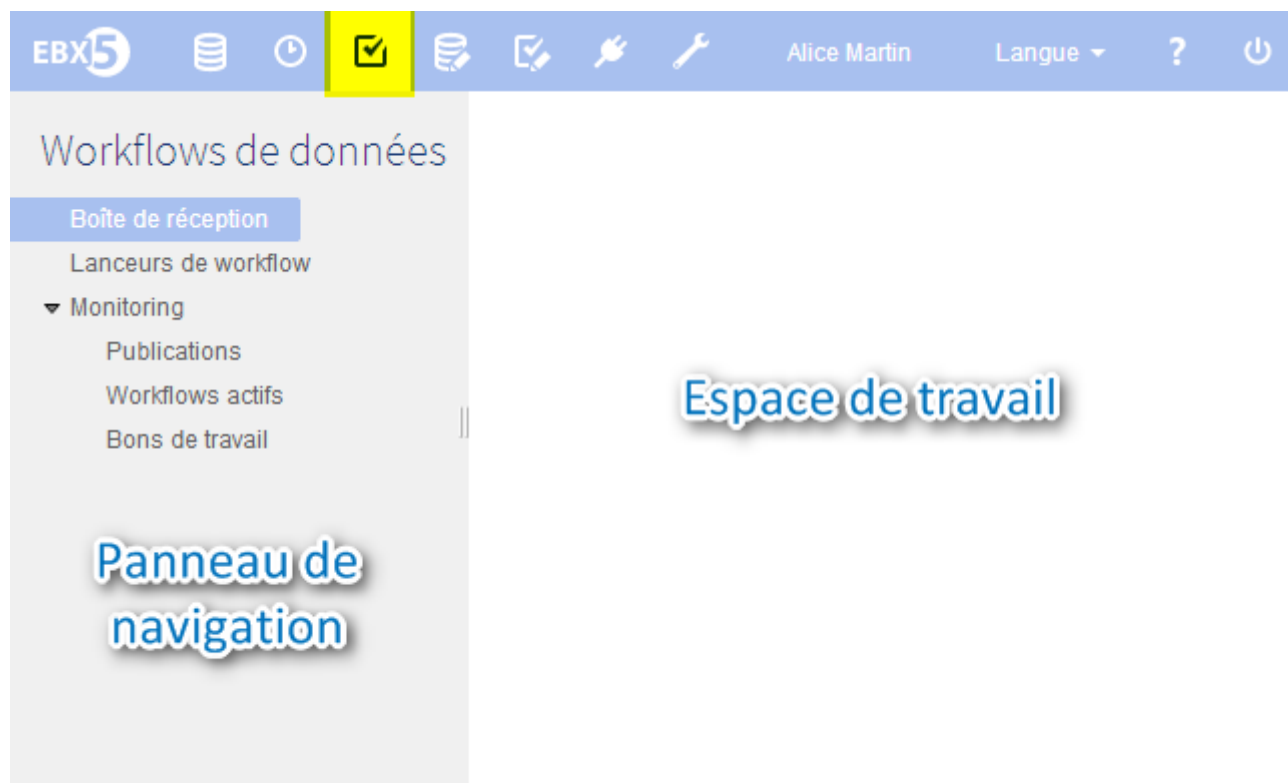 EBX5 Alice Martin Langue ?
Workflows de données
Boîte de réception
Lanceurs de workflow
Monitoring
Publications
Workflows actifs
Bons de travail
Espace de travail
Panneau de
navigation